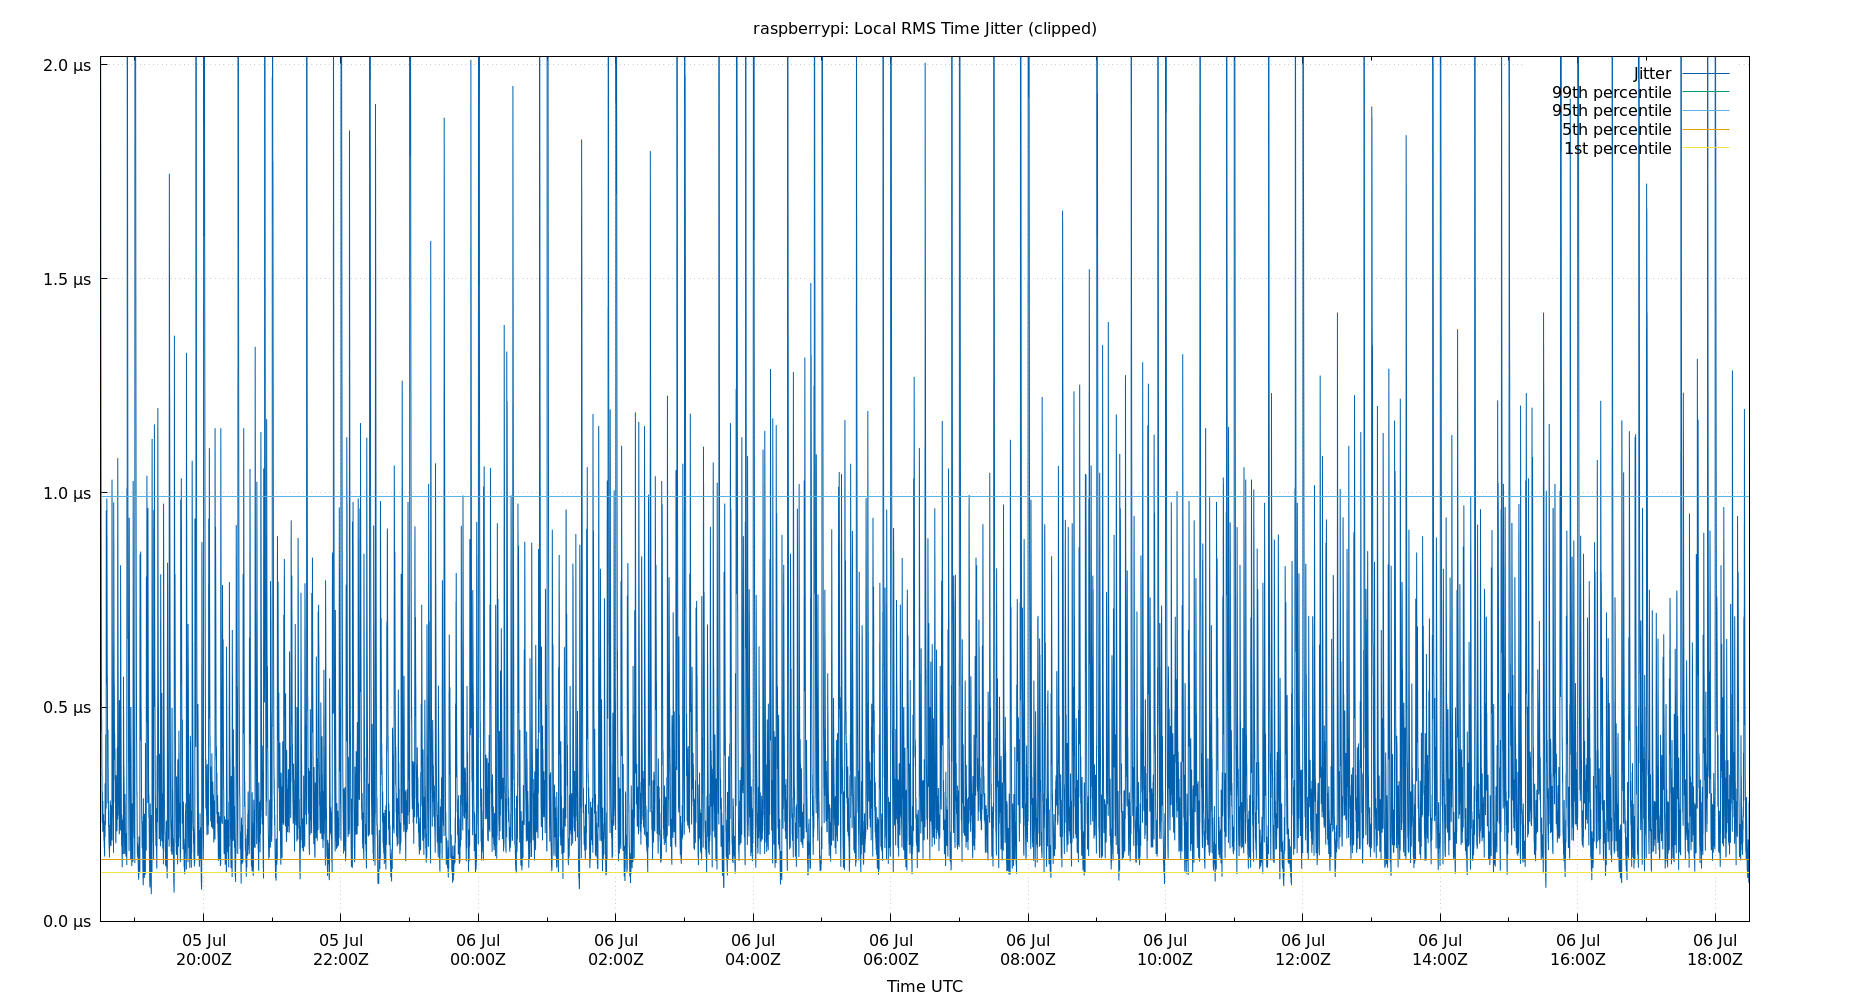 raspberrypi: Local RMS Time Jitter (clipped)
2.0 μs
1.5 μs
1.0 μs
0.5 μs
0.0 μs
Jitter
99th percentile
95th percentile
5th percentile
1st percentile
05 Jul 05 Jul 06 Jul 06 Jul 06 Jul 06 Jul 06 Jul 06 Jul 06 Jul 06 Jul 06 Jul 06 Jul
20:00Z 22:00Z 00:00Z 02:00Z 04:00Z 06:00Z 08:00Z 10:00Z 12:00Z 14:00Z 16:00Z 18:00Z
Time UTC